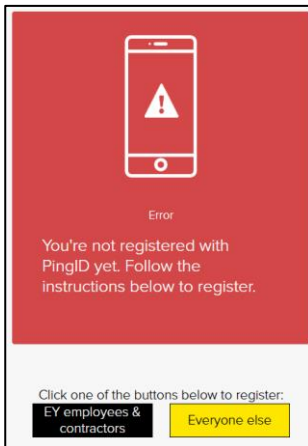 Error
You're not registered with
PingID yet. Follow the
instructions below to register.
Click one of the buttons below to register:
EY employees &
contractors
Everyone else